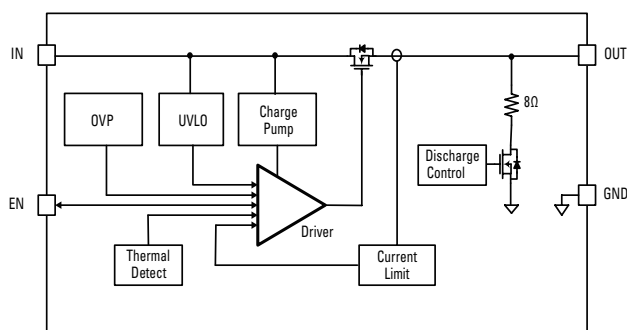 IN
OUT
OVP
UVLO
Charge
Pump
8Ω
Discharge
Control
EN
GND
Driver
Thermal
Detect
Current
Limit